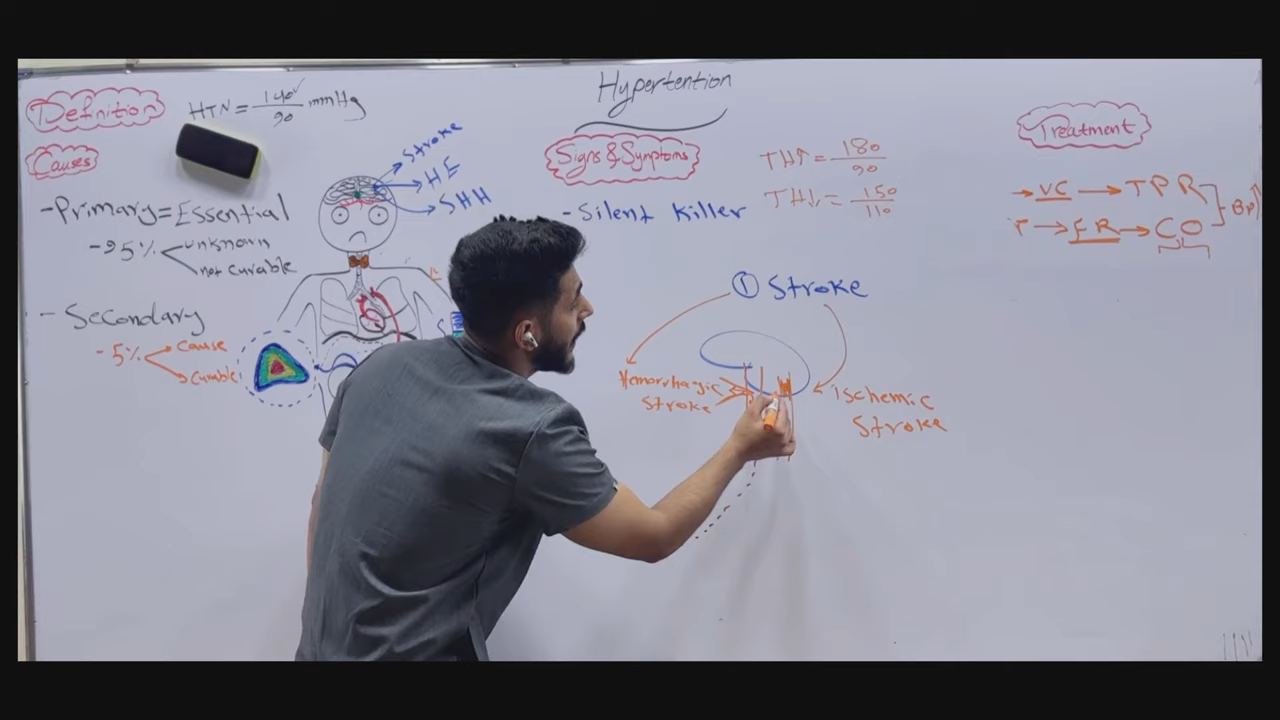 Hypertention
Definition
HTN = 140/90 mmHg
Causes
- Primary = Essential
- 95%
unknown
not curable
- Secondary
- 5%
Cause
Curable
Stroke
HE
SHH
Signs & Symptoms
- Silent Killer
180/90
150/110
① Stroke
Hemorrhagic
Stroke
Ischemic
Stroke
Treatment
→ VC → TPR
→ FR → CO
BP↑